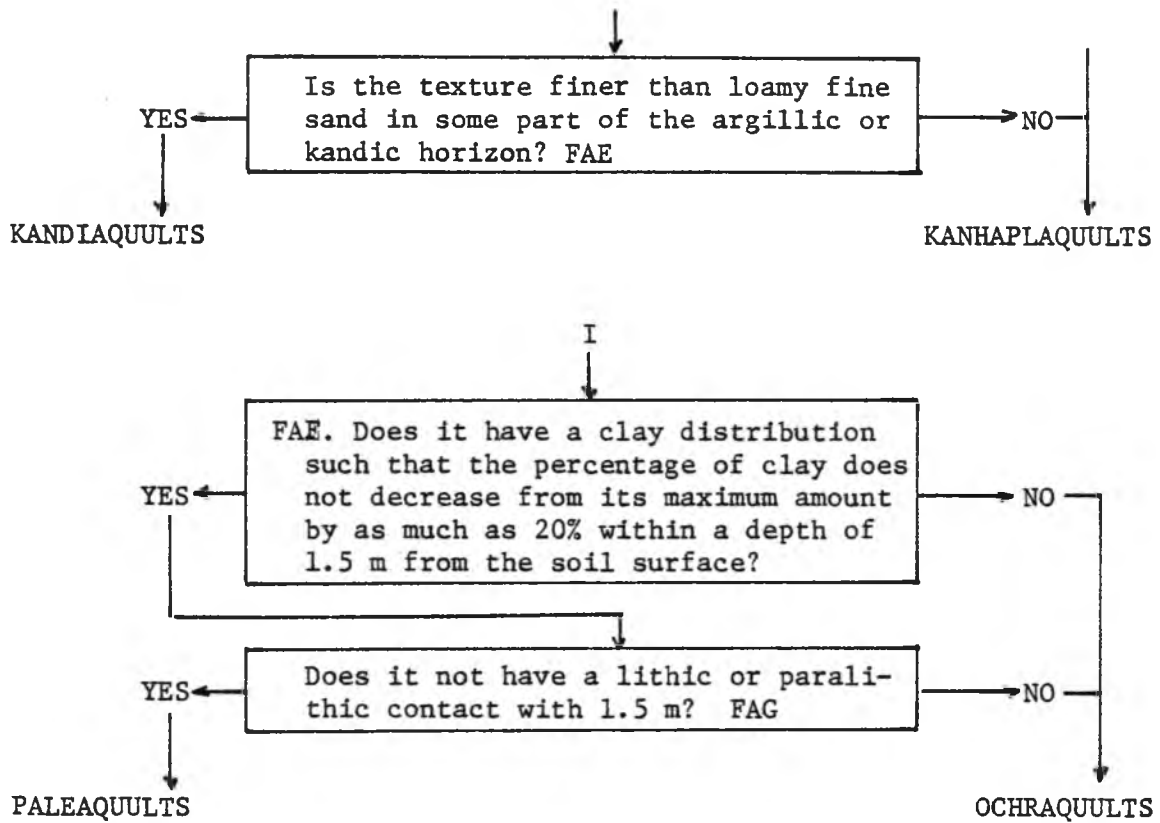 Is the texture finer than loamy fine
sand in some part of the argillic or
kandic horizon? FAE
YES
NO
KANDIAQUULTS
KANHAPLAQUULTS
I
FAE. Does it have a clay distribution
such that the percentage of clay does
not decrease from its maximum amount
by as much as 20% within a depth of
1.5 m from the soil surface?
YES
NO
Does it not have a lithic or parali-
thic contact with 1.5 m? FAG
YES
NO
PALEAQUULTS
OCHRAQUULTS